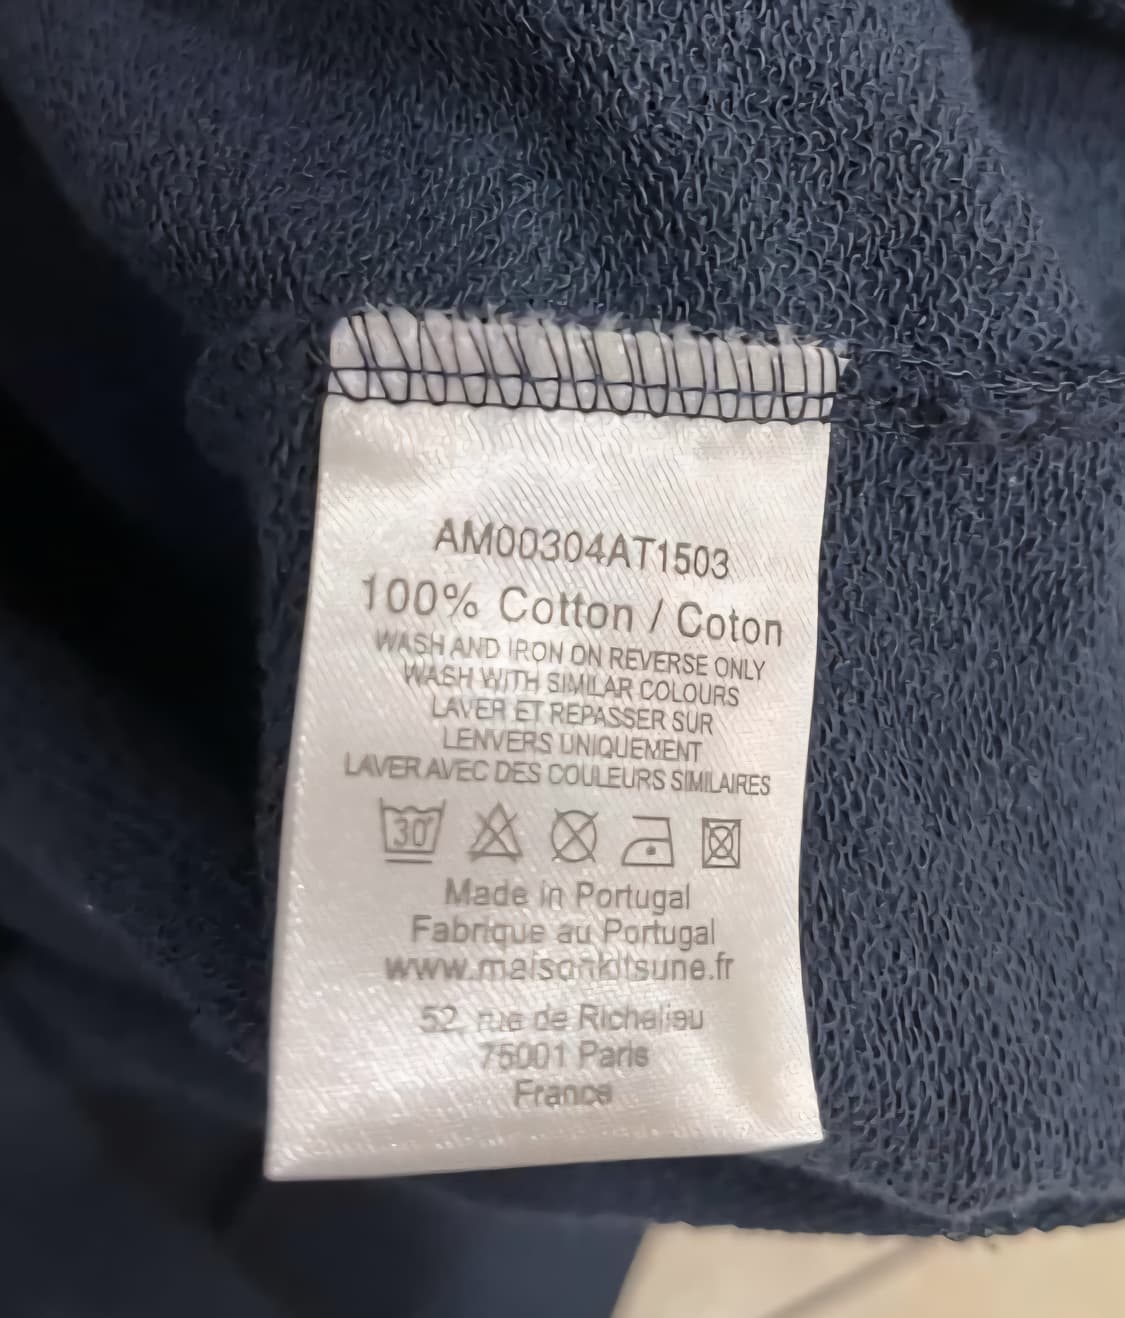 AM00304AT1503
100% Cotton / Coton
WASH AND IRON ON REVERSE ONLY
WASH WITH SIMILAR COLOURS
LAVER ET REPASSER SUR
LENVERS UNIQUEMENT
LAVER AVEC DES COULEURS SIMILAIRES
30°
Made in Portugal
Fabrique au Portugal
www.maisonkitsune.fr
52, rue de Richelieu
75001 Paris
France